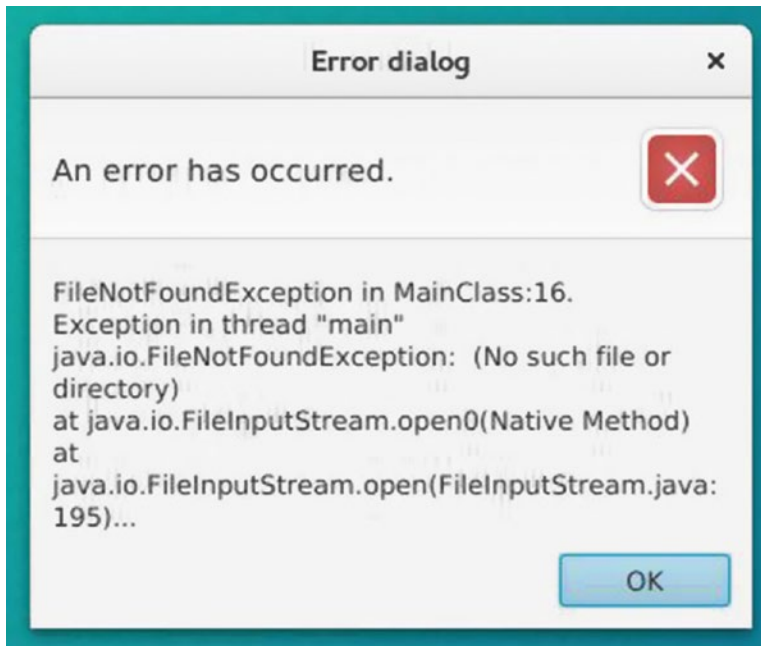 Error dialog ×
An error has occurred.
FileNotFoundException in MainClass:16.
Exception in thread "main"
java.io.FileNotFoundException:  (No such file or
directory)
at java.io.FileInputStream.open0(Native Method)
at
java.io.FileInputStream.open(FileInputStream.java:
195)...
OK